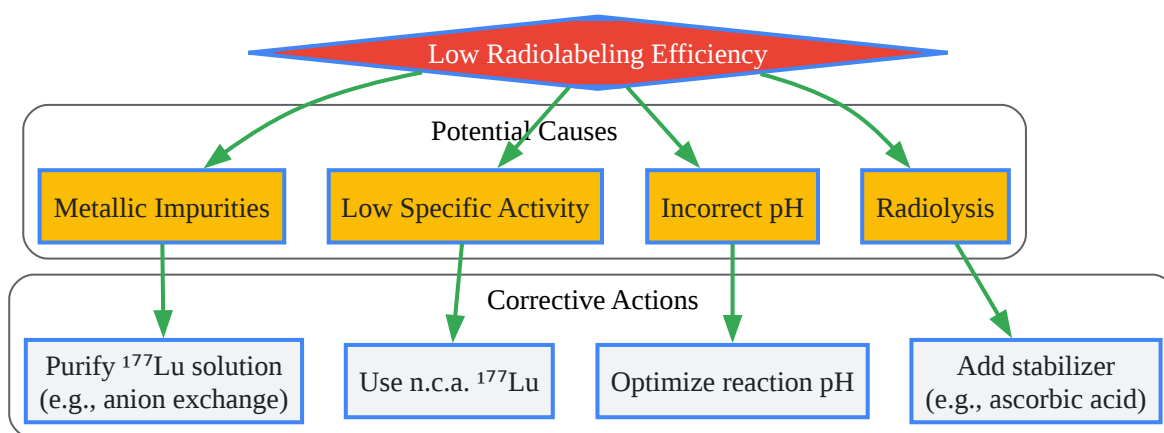 Low Radiolabeling Efficiency
Potential Causes
Metallic Impurities
Low Specific Activity
Incorrect pH
Radiolysis
Corrective Actions
Purify ¹⁷⁷Lu solution
(e.g., anion exchange)
Use n.c.a. ¹⁷⁷Lu
Optimize reaction pH
Add stabilizer
(e.g., ascorbic acid)